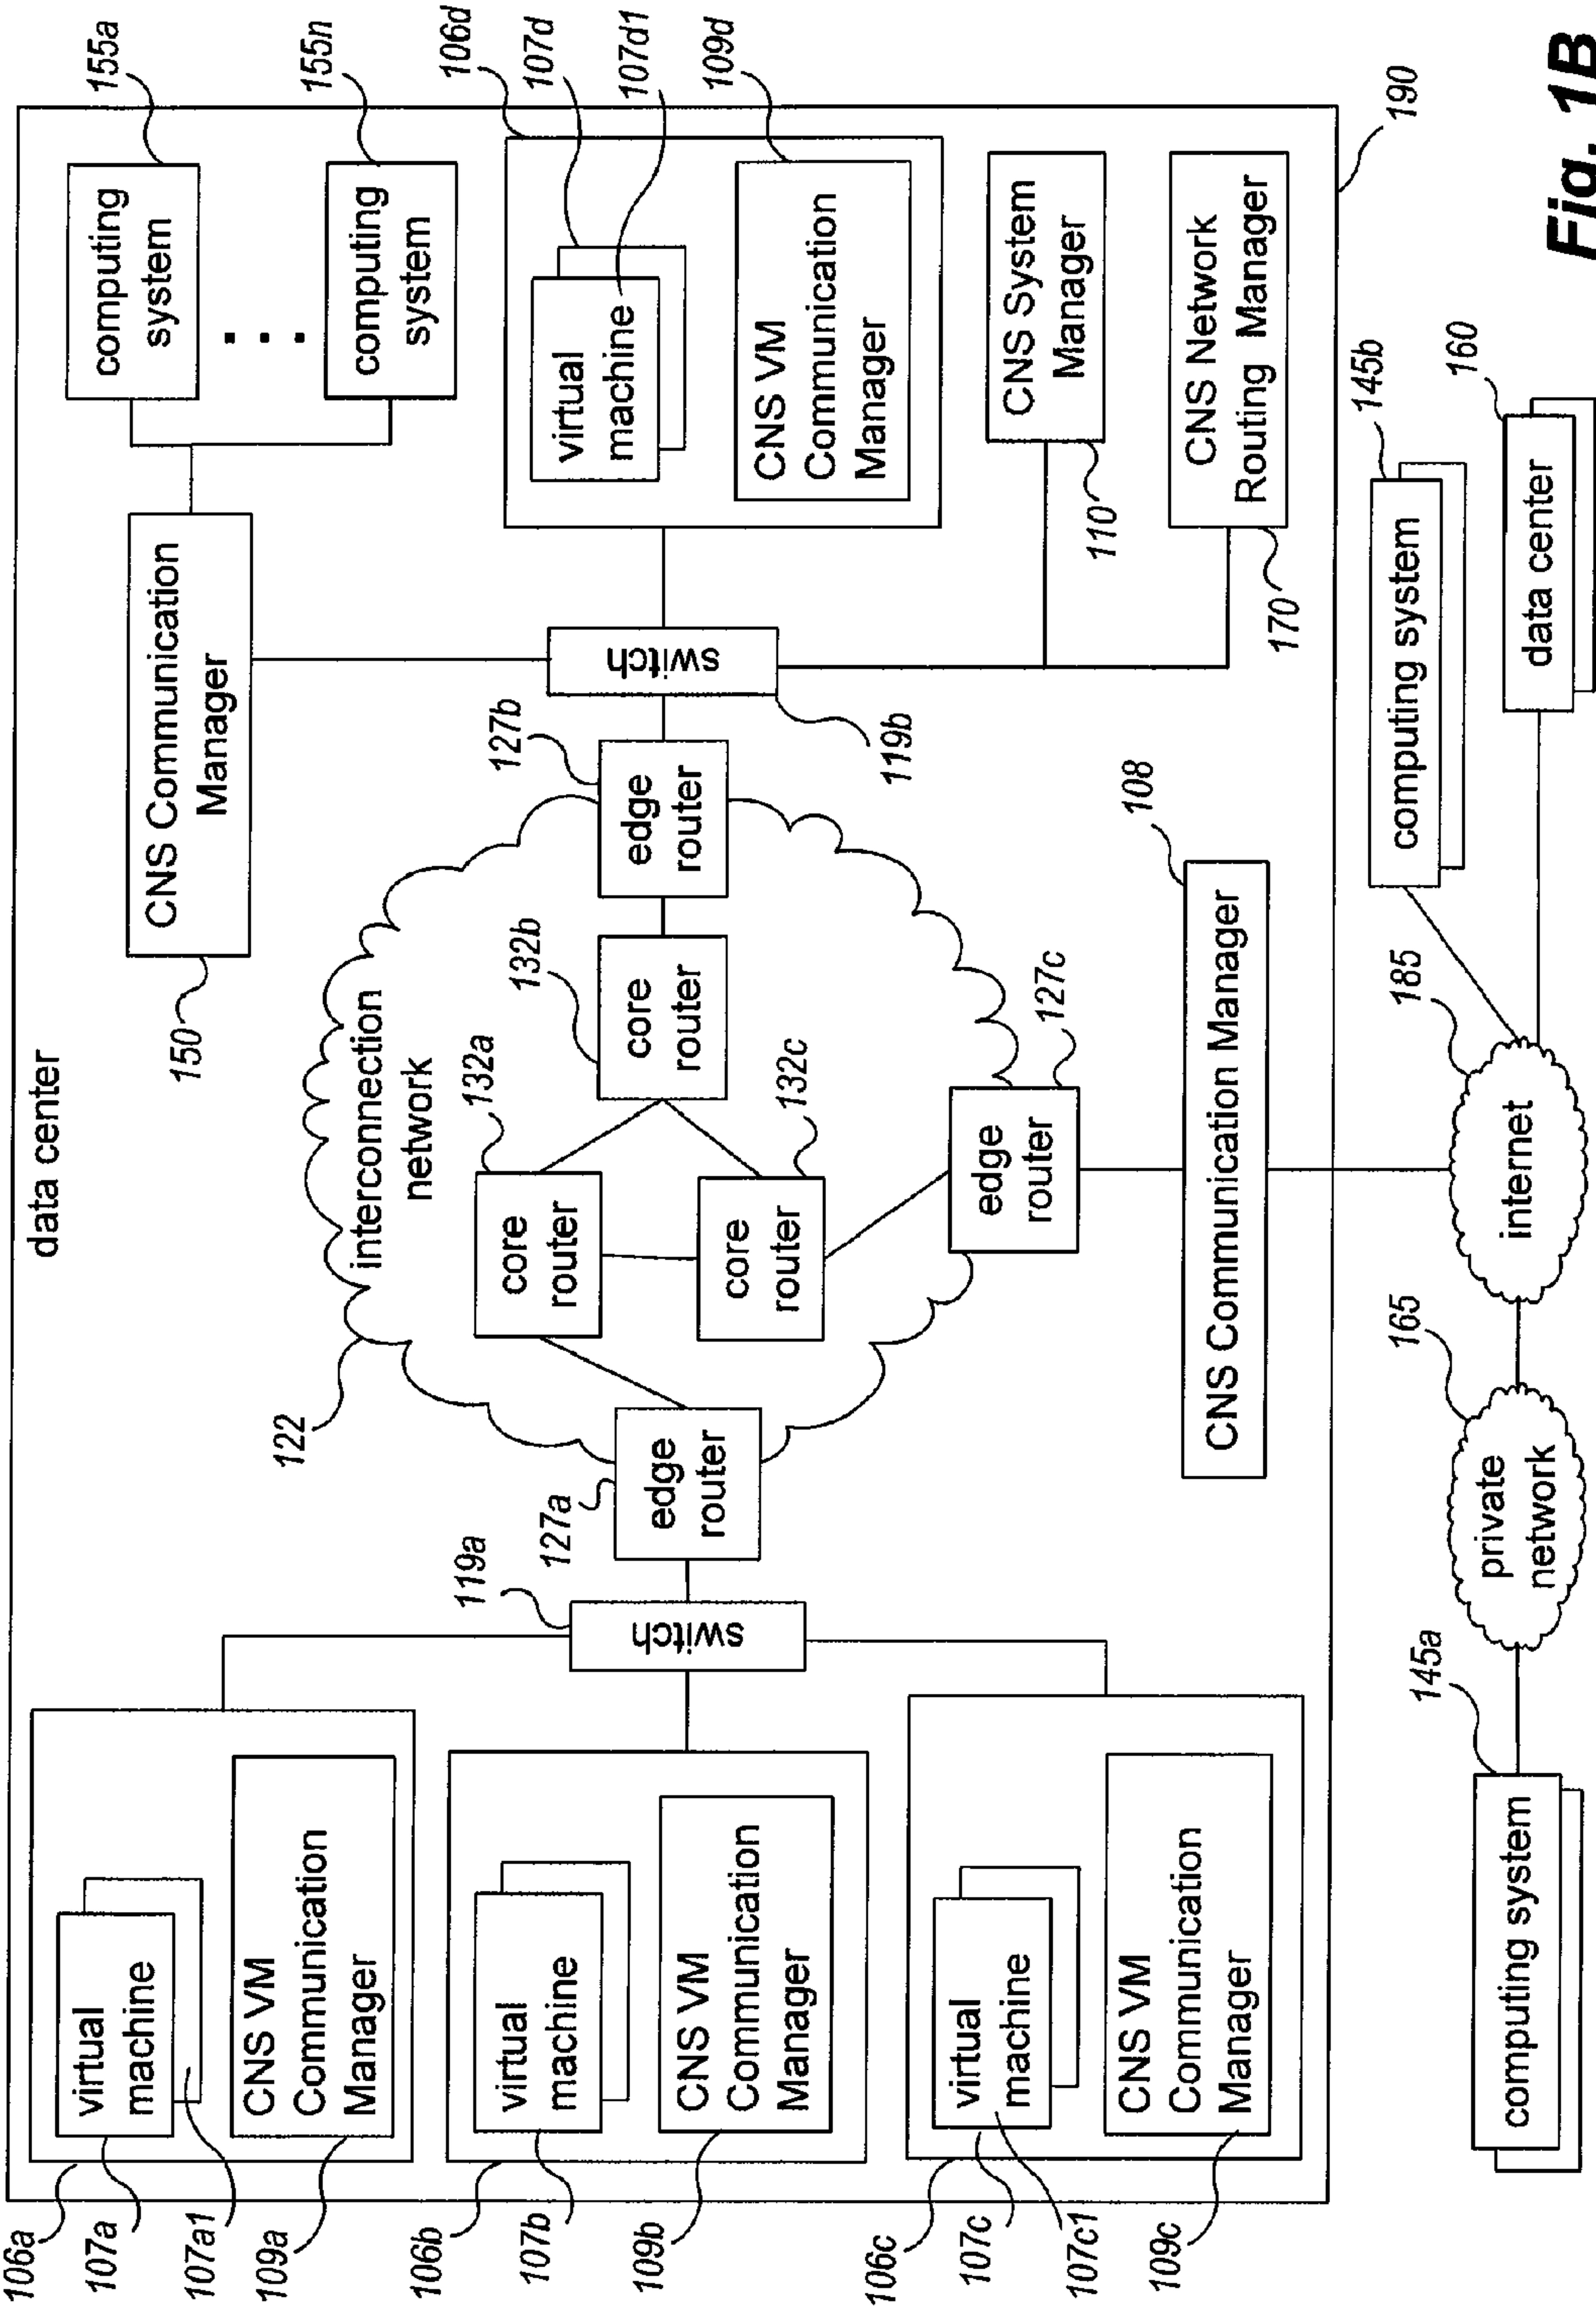 data center
106a
107a
107a1
109a
virtual
machine
CNS VM
Communication
Manager
106b
107b
109b
virtual
machine
CNS VM
Communication
Manager
106c
107c
107c1
109c
virtual
machine
CNS VM
Communication
Manager
119a
switch
127a
edge
router
122
interconnection
network
132a
core
router
132b
core
router
132c
core
router
127b
edge
router
127c
edge
router
119b
switch
150
CNS Communication
Manager
155a
computing
system
. . .
155n
computing
system
106d
107d
107d1
109d
virtual
machine
CNS VM
Communication
Manager
110
CNS System
Manager
170
CNS Network
Routing Manager
108
CNS Communication Manager
190
145a
computing system
165
private
network
185
internet
145b
computing system
160
data center
Fig. 1B